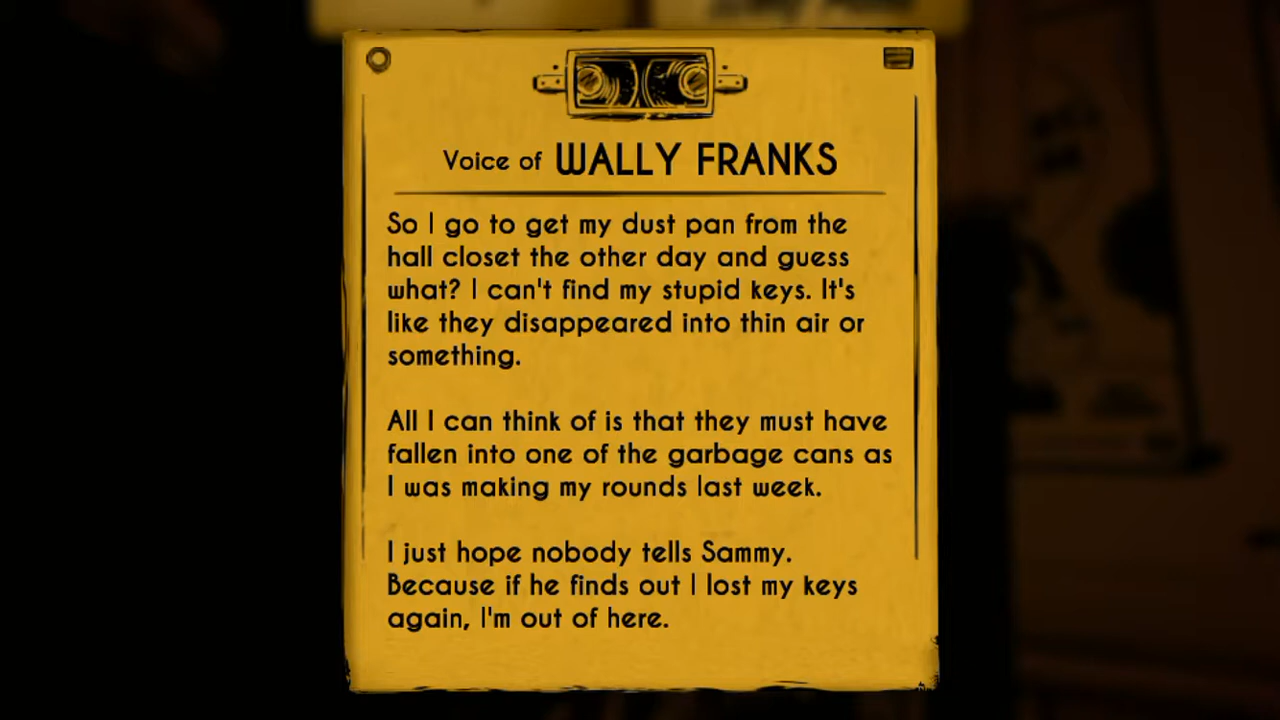 Voice of WALLY FRANKS
So I go to get my dust pan from the
hall closet the other day and guess
what? I can't find my stupid keys. It's
like they disappeared into thin air or
something.
All I can think of is that they must have
fallen into one of the garbage cans as
I was making my rounds last week.
I just hope nobody tells Sammy.
Because if he finds out I lost my keys
again, I'm out of here.